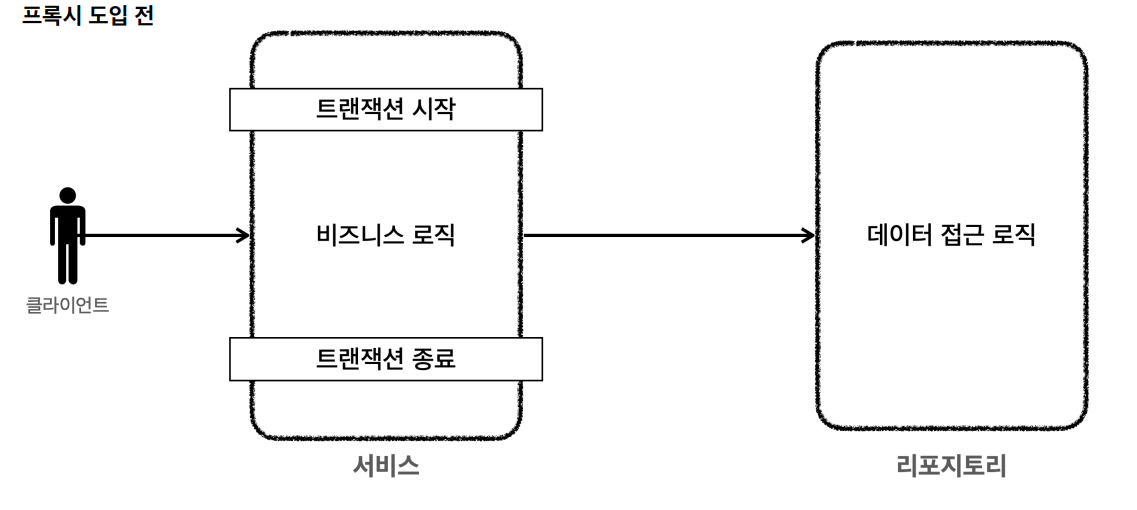 프록시 도입 전
트랜잭션 시작
비즈니스 로직
데이터 접근 로직
클라이언트
트랜잭션 종료
서비스
리포지토리